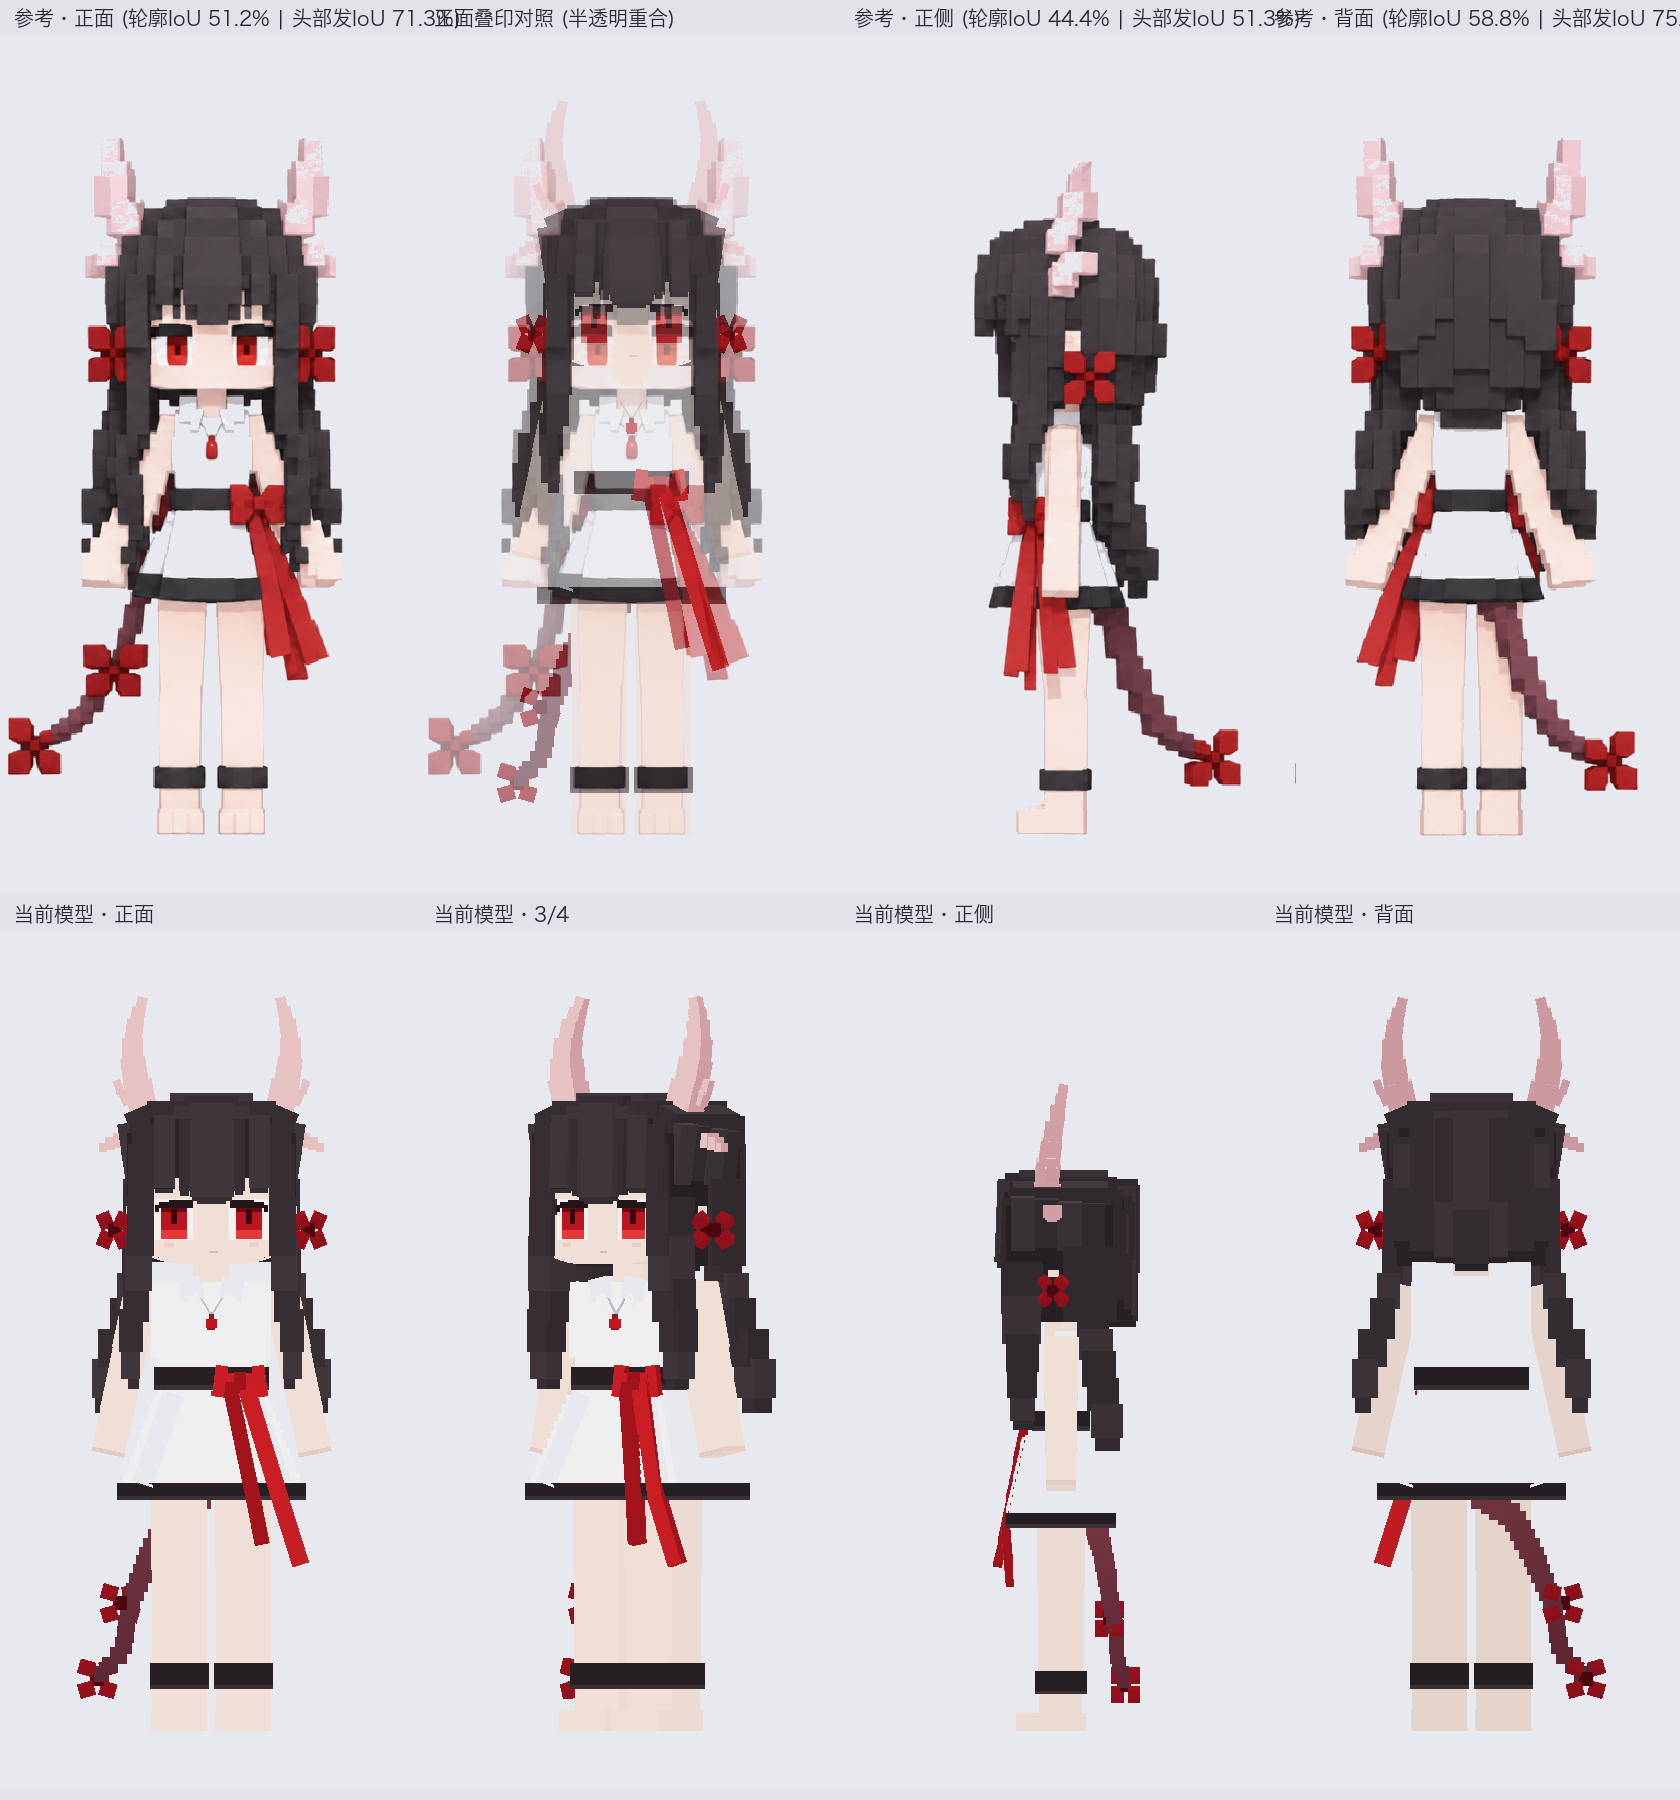 参考・正面 (轮廓IoU 51.2% | 头部发IoU 71.3%)
正面叠印对照 (半透明重合)
参考・正侧 (轮廓IoU 44.4% | 头部发IoU 51.3%)
参考・背面 (轮廓IoU 58.8% | 头部发IoU 75.
当前模型・正面
当前模型・3/4
当前模型・正侧
当前模型・背面